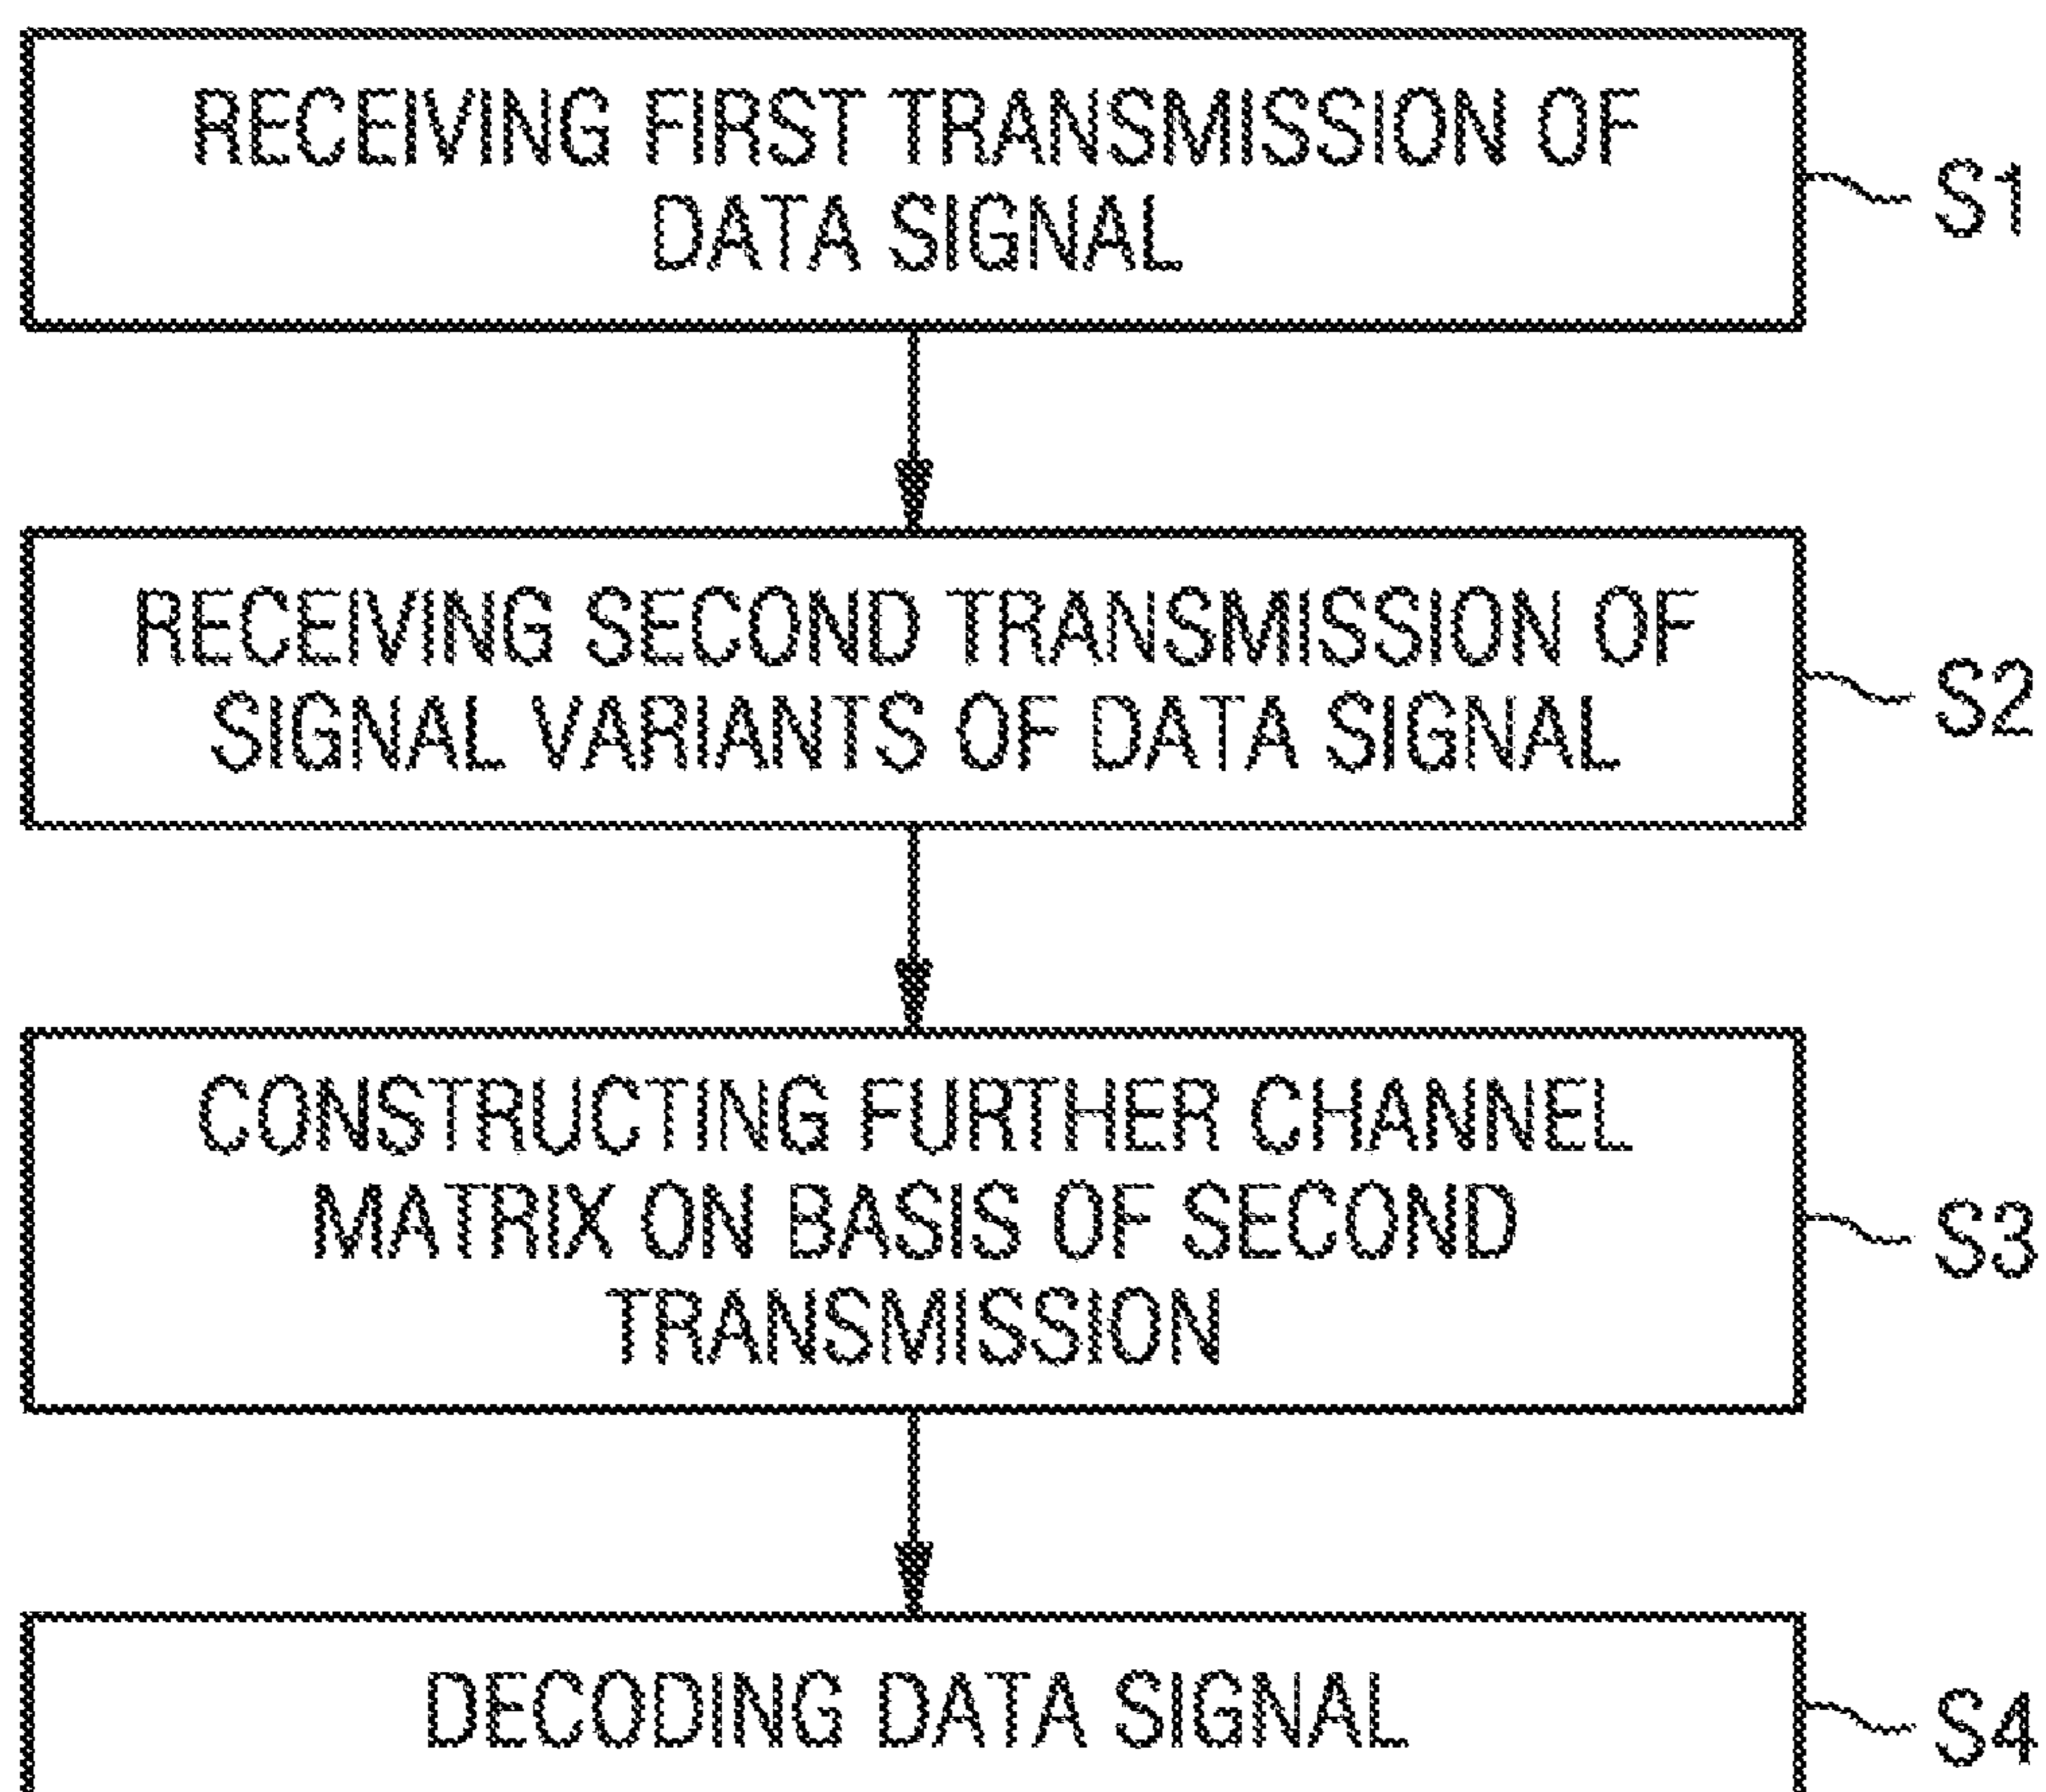 RECEIVING FIRST TRANSMISSION OF
DATA SIGNAL
S1
RECEIVING SECOND TRANSMISSION OF
SIGNAL VARIANTS OF DATA SIGNAL
S2
CONSTRUCTING FURTHER CHANNEL
MATRIX ON BASIS OF SECOND
TRANSMISSION
S3
DECODING DATA SIGNAL
S4